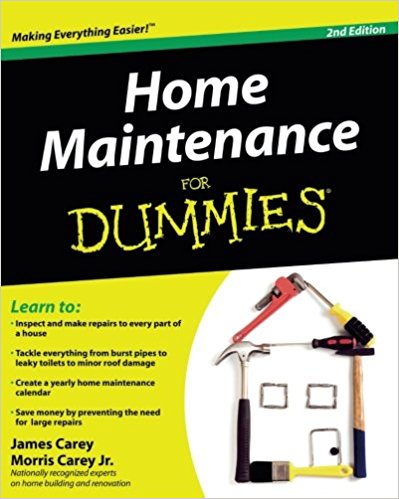 Making Everything Easier!™
2nd Edition
Home
Maintenance
FOR
DUMMIES®
Learn to:
• Inspect and make repairs to every part of
a house
• Tackle everything from burst pipes to
leaky toilets to minor roof damage
• Create a yearly home maintenance
calendar
• Save money by preventing the need
for large repairs
James Carey
Morris Carey Jr.
Nationally recognized experts
on home building and renovation